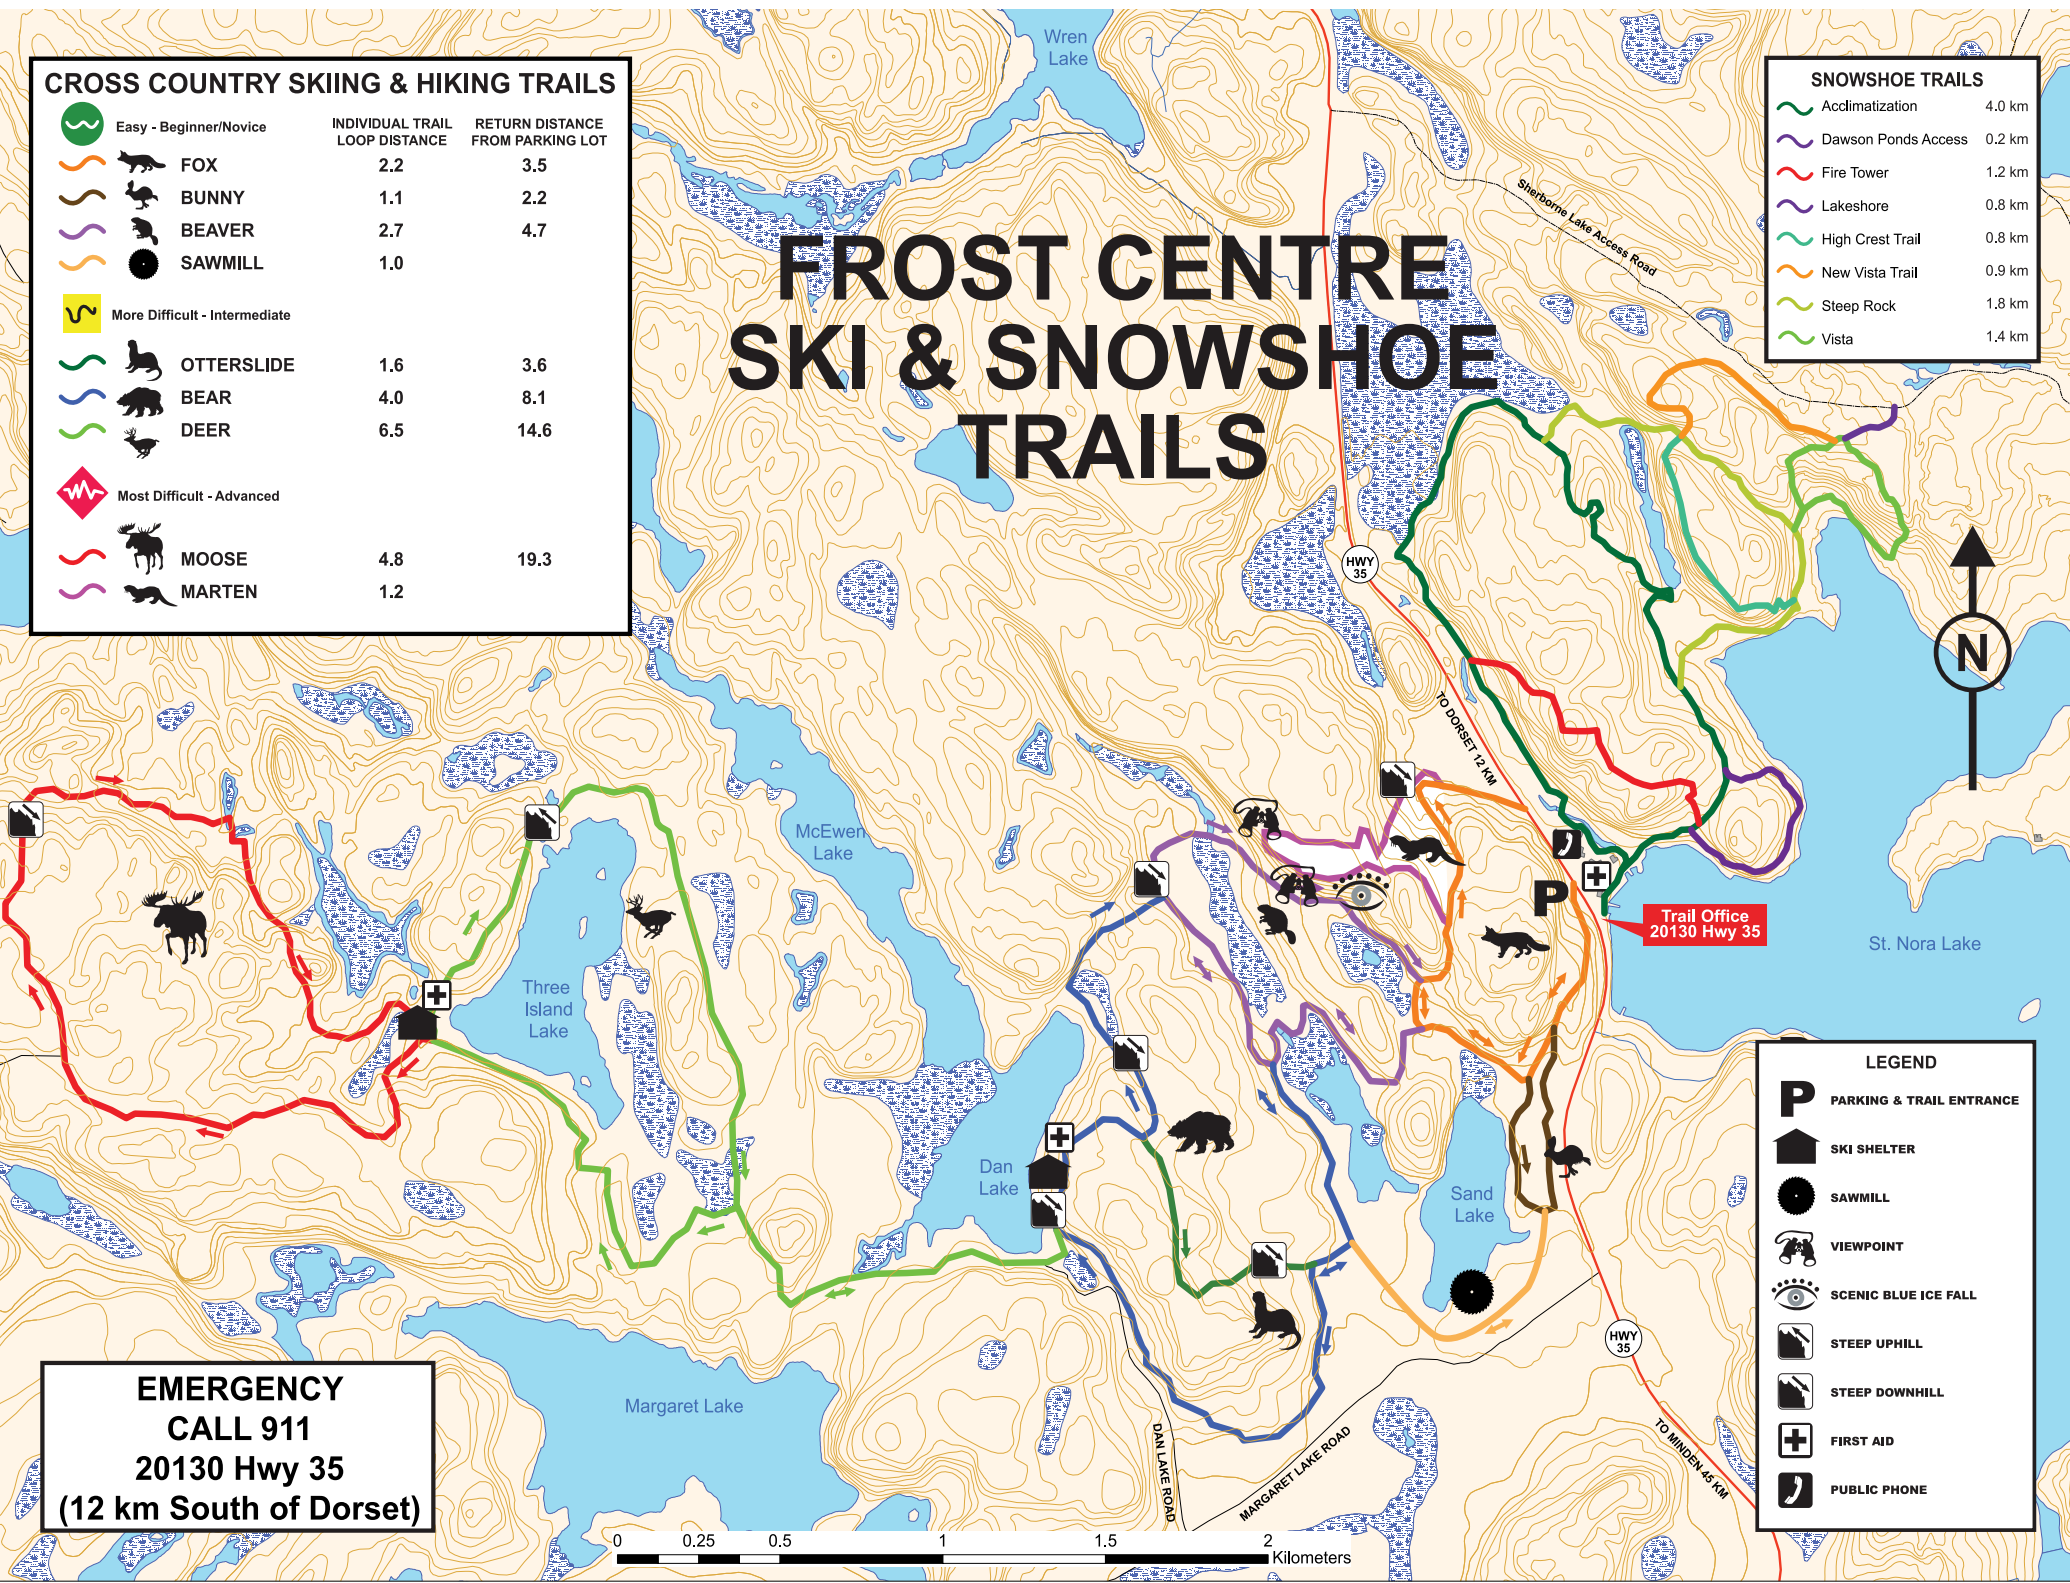 CROSS COUNTRY SKIING & HIKING TRAILS
Easy - Beginner/Novice
INDIVIDUAL TRAIL LOOP DISTANCE
RETURN DISTANCE FROM PARKING LOT
FOX 2.2 3.5
BUNNY 1.1 2.2
BEAVER 2.7 4.7
SAWMILL 1.0
More Difficult - Intermediate
OTTERSLIDE 1.6 3.6
BEAR 4.0 8.1
DEER 6.5 14.6
Most Difficult - Advanced
MOOSE 4.8 19.3
MARTEN 1.2
FROST CENTRE
SKI & SNOWSHOE
TRAILS
SNOWSHOE TRAILS
Acclimatization 4.0 km
Dawson Ponds Access 0.2 km
Fire Tower 1.2 km
Lakeshore 0.8 km
High Crest Trail 0.8 km
New Vista Trail 0.9 km
Steep Rock 1.8 km
Vista 1.4 km
Wren
Lake
Sherborne Lake Access Road
HWY
35
N
TO DORSET 12 KM
McEwen
Lake
P
Trail Office
20130 Hwy 35
St. Nora Lake
Three
Island
Lake
Dan
Lake
Sand
Lake
HWY
35
Margaret Lake
DAN LAKE ROAD
MARGARET LAKE ROAD
TO MINDEN 45 KM
LEGEND
P PARKING & TRAIL ENTRANCE
SKI SHELTER
SAWMILL
VIEWPOINT
SCENIC BLUE ICE FALL
STEEP UPHILL
STEEP DOWNHILL
FIRST AID
PUBLIC PHONE
EMERGENCY
CALL 911
20130 Hwy 35
(12 km South of Dorset)
0 0.25 0.5 1 1.5 2
Kilometers